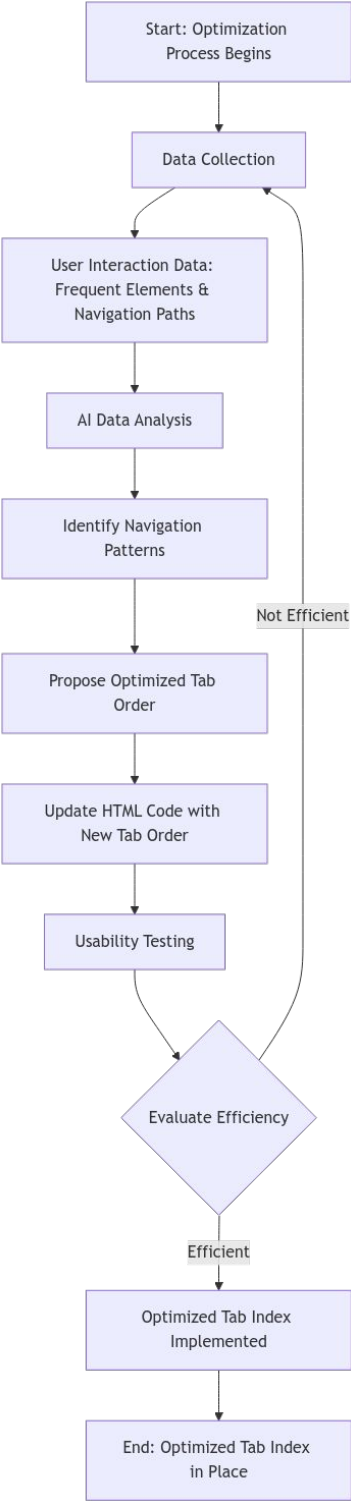 Start: Optimization
Process Begins
Data Collection
User Interaction Data:
Frequent Elements &
Navigation Paths
AI Data Analysis
Identify Navigation
Patterns
Not Efficient
Propose Optimized Tab
Order
Update HTML Code with
New Tab Order
Usability Testing
Evaluate Efficiency
Efficient
Optimized Tab Index
Implemented
End: Optimized Tab Index
in Place